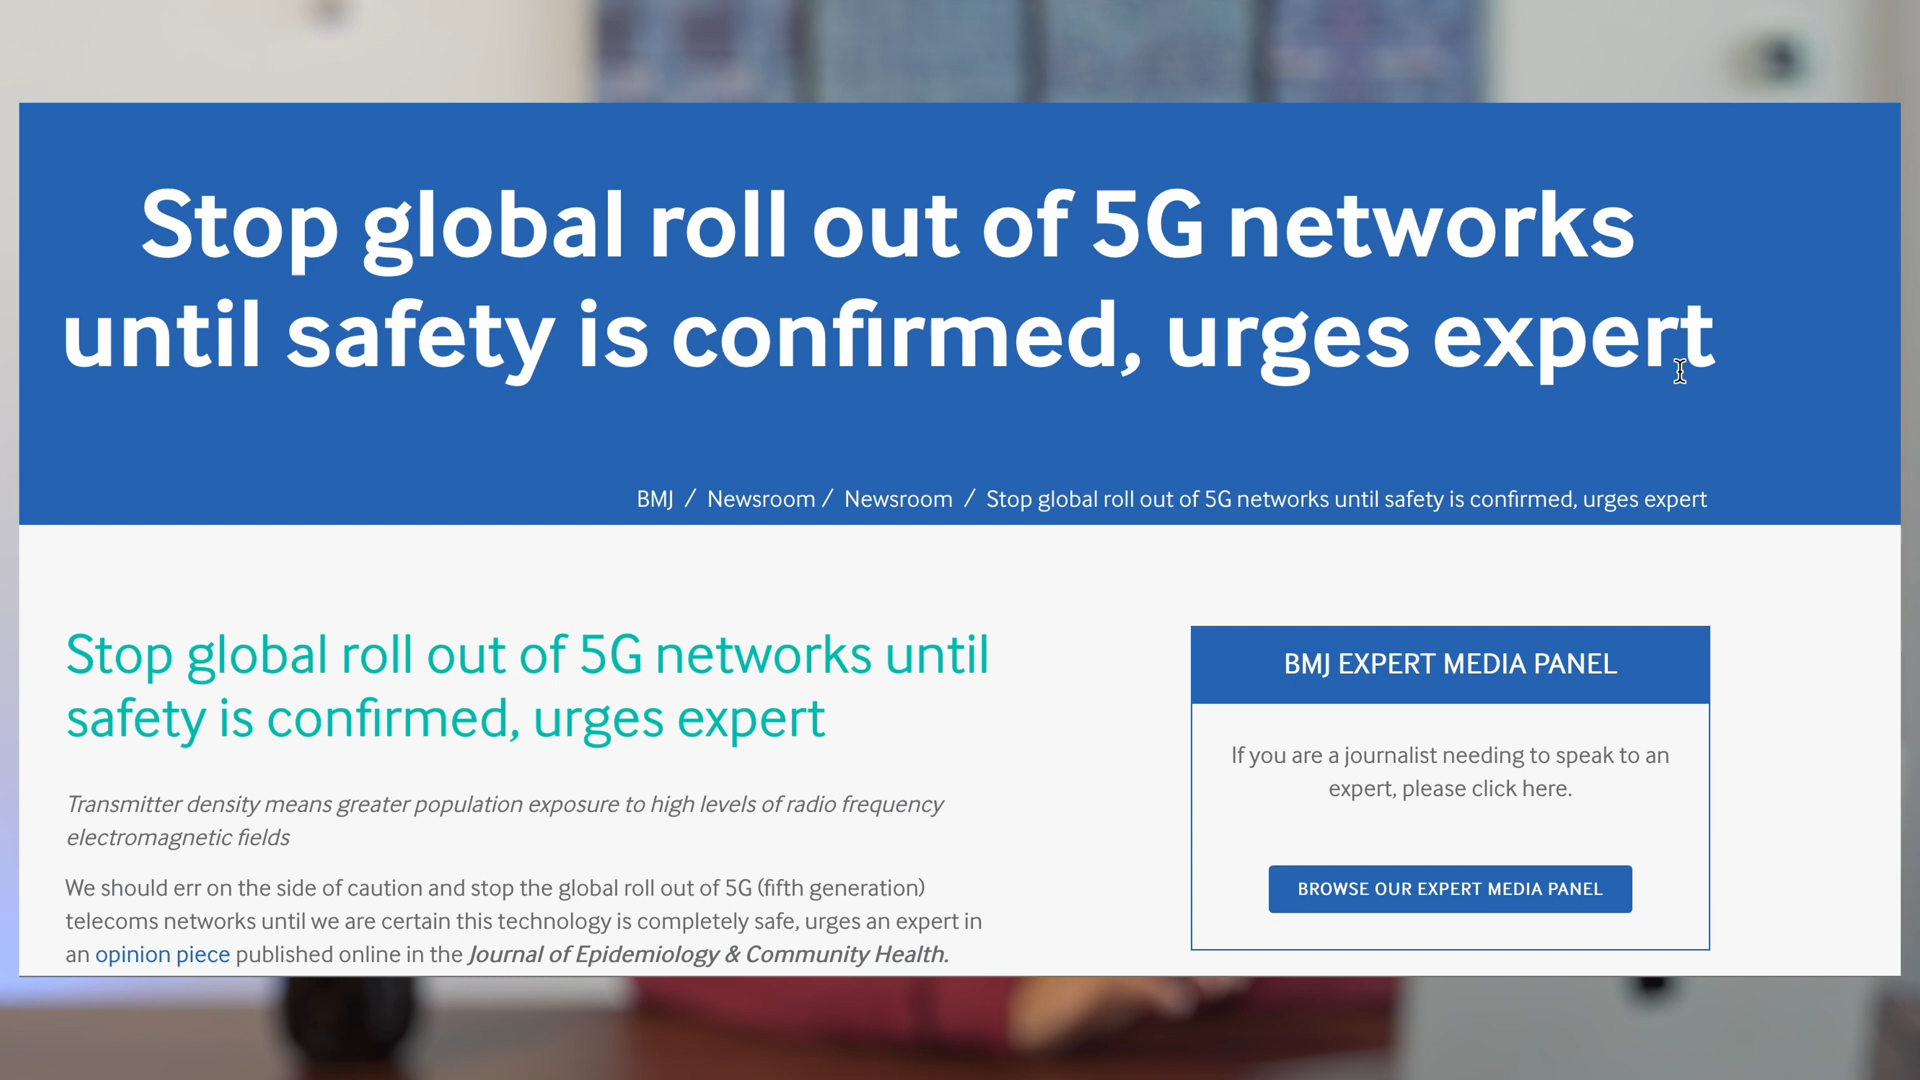 Stop global roll out of 5G networks
until safety is confirmed, urges expert
BMJ / Newsroom / Newsroom / Stop global roll out of 5G networks until safety is confirmed, urges expert
Stop global roll out of 5G networks until
safety is confirmed, urges expert
Transmitter density means greater population exposure to high levels of radio frequency
electromagnetic fields
We should err on the side of caution and stop the global roll out of 5G (fifth generation)
telecoms networks until we are certain this technology is completely safe, urges an expert in
an opinion piece published online in the Journal of Epidemiology & Community Health.
BMJ EXPERT MEDIA PANEL
If you are a journalist needing to speak to an
expert, please click here.
BROWSE OUR EXPERT MEDIA PANEL